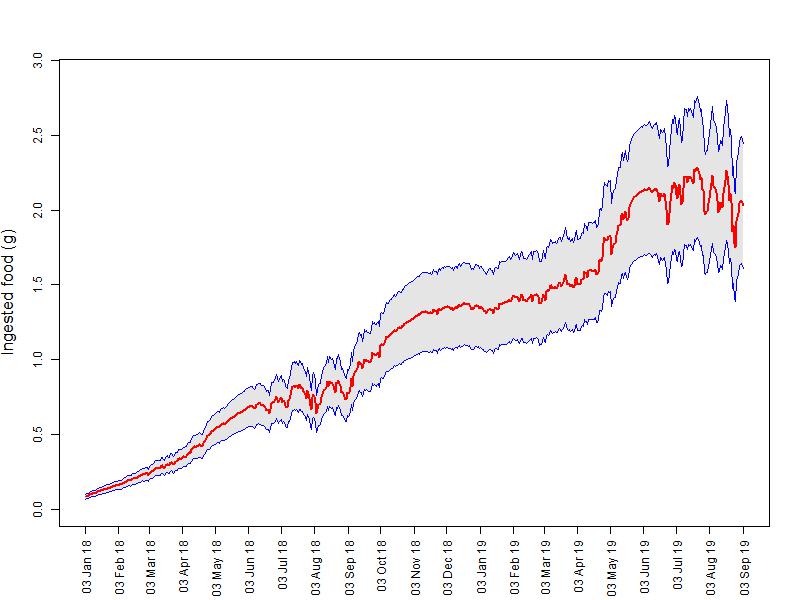 Ingested food (g)
3.0
2.5
2.0
1.5
1.0
0.5
0.0
03 Jan 18
03 Feb 18
03 Mar 18
03 Apr 18
03 May 18
03 Jun 18
03 Jul 18
03 Aug 18
03 Sep 18
03 Oct 18
03 Nov 18
03 Dec 18
03 Jan 19
03 Feb 19
03 Mar 19
03 Apr 19
03 May 19
03 Jun 19
03 Jul 19
03 Aug 19
03 Sep 19